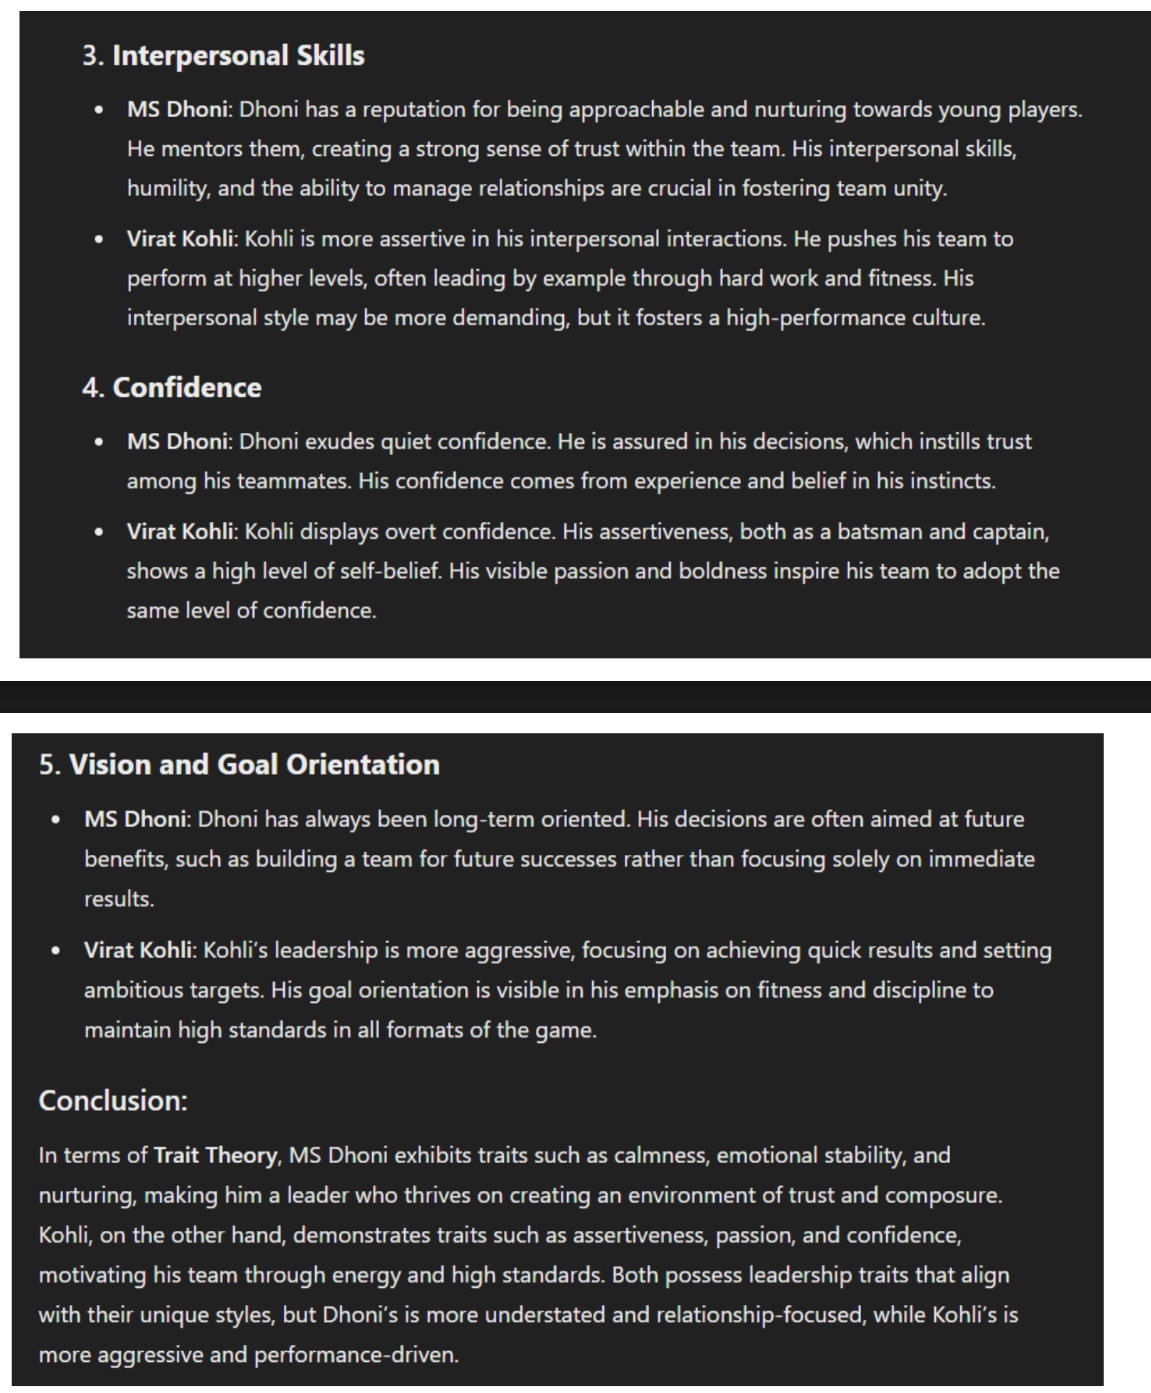 3. Interpersonal Skills
• MS Dhoni: Dhoni has a reputation for being approachable and nurturing towards young players.
He mentors them, creating a strong sense of trust within the team. His interpersonal skills,
humility, and the ability to manage relationships are crucial in fostering team unity.
• Virat Kohli: Kohli is more assertive in his interpersonal interactions. He pushes his team to
perform at higher levels, often leading by example through hard work and fitness. His
interpersonal style may be more demanding, but it fosters a high-performance culture.
4. Confidence
• MS Dhoni: Dhoni exudes quiet confidence. He is assured in his decisions, which instills trust
among his teammates. His confidence comes from experience and belief in his instincts.
• Virat Kohli: Kohli displays overt confidence. His assertiveness, both as a batsman and captain,
shows a high level of self-belief. His visible passion and boldness inspire his team to adopt the
same level of confidence.
5. Vision and Goal Orientation
• MS Dhoni: Dhoni has always been long-term oriented. His decisions are often aimed at future
benefits, such as building a team for future successes rather than focusing solely on immediate
results.
• Virat Kohli: Kohli’s leadership is more aggressive, focusing on achieving quick results and setting
ambitious targets. His goal orientation is visible in his emphasis on fitness and discipline to
maintain high standards in all formats of the game.
Conclusion:
In terms of Trait Theory, MS Dhoni exhibits traits such as calmness, emotional stability, and
nurturing, making him a leader who thrives on creating an environment of trust and composure.
Kohli, on the other hand, demonstrates traits such as assertiveness, passion, and confidence,
motivating his team through energy and high standards. Both possess leadership traits that align
with their unique styles, but Dhoni’s is more understated and relationship-focused, while Kohli’s is
more aggressive and performance-driven.